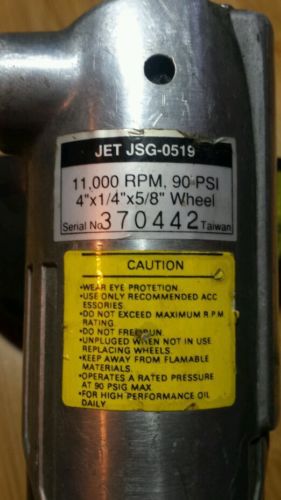 JET JSG-0519
11,000 RPM, 90 PSI
4"x1/4"x5/8" Wheel
Serial No 370442 Taiwan
CAUTION
•WEAR EYE PROTETION.
•USE ONLY RECOMMENDED ACC
ESSORIES.
•DO NOT EXCEED MAXIMUM R.P.M
RATING.
•DO NOT FREERUN.
•UNPLUGED WHEN NOT IN USE
REPLACING WHEELS.
•KEEP AWAY FROM FLAMABLE
MATERIALS.
•OPERATES A RATED PRESSURE
AT 90 PSIG MAX
•FOR HIGH PERFORMANCE OIL
DAILY